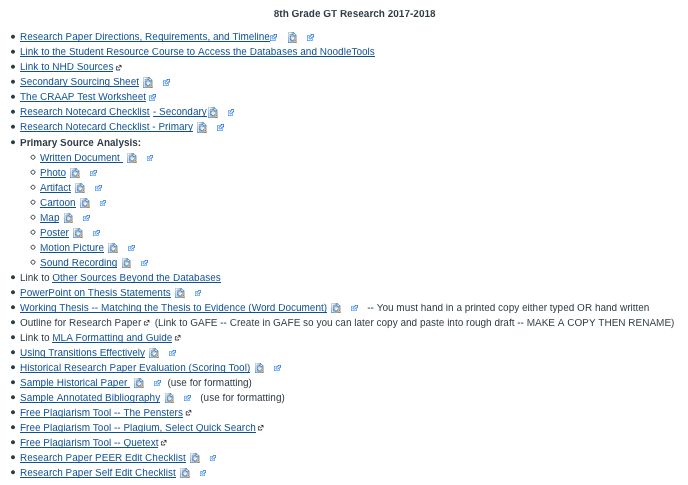 8th Grade GT Research 2017-2018
Research Paper Directions, Requirements, and Timeline
Link to the Student Resource Course to Access the Databases and NoodleTools
Link to NHD Sources
Secondary Sourcing Sheet
The CRAAP Test Worksheet
Research Notecard Checklist - Secondary
Research Notecard Checklist - Primary
Primary Source Analysis:
Written Document
Photo
Artifact
Cartoon
Map
Poster
Motion Picture
Sound Recording
Link to Other Sources Beyond the Databases
PowerPoint on Thesis Statements
Working Thesis -- Matching the Thesis to Evidence (Word Document) -- You must hand in a printed copy either typed OR hand written
Outline for Research Paper (Link to GAFE -- Create in GAFE so you can later copy and paste into rough draft -- MAKE A COPY THEN RENAME)
Link to MLA Formatting and Guide
Using Transitions Effectively
Historical Research Paper Evaluation (Scoring Tool)
Sample Historical Paper (use for formatting)
Sample Annotated Bibliography (use for formatting)
Free Plagiarism Tool -- The Pensters
Free Plagiarism Tool -- Plagium, Select Quick Search
Free Plagiarism Tool -- Quetext
Research Paper PEER Edit Checklist
Research Paper Self Edit Checklist